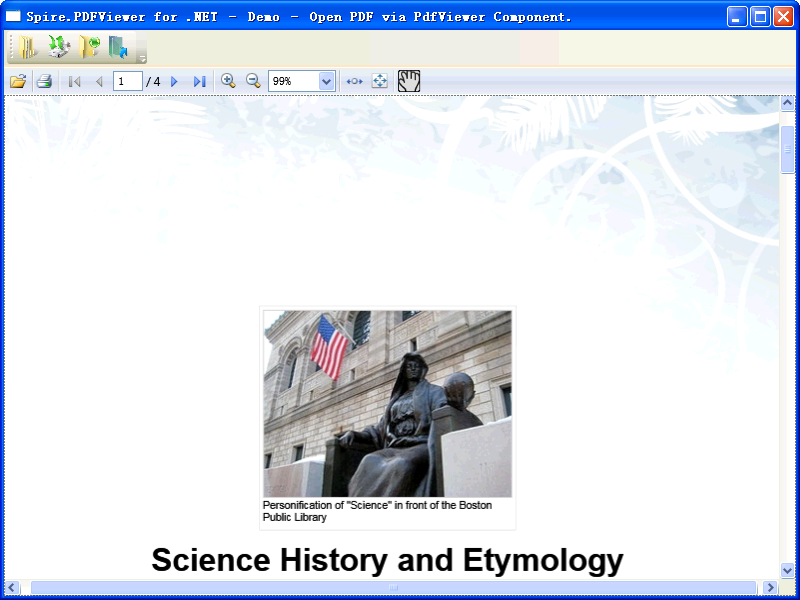 Spire.PDFViewer for .NET - Demo - Open PDF via PdfViewer Component.
1 / 4 99%
Personification of "Science" in front of the Boston
Public Library
Science History and Etymology